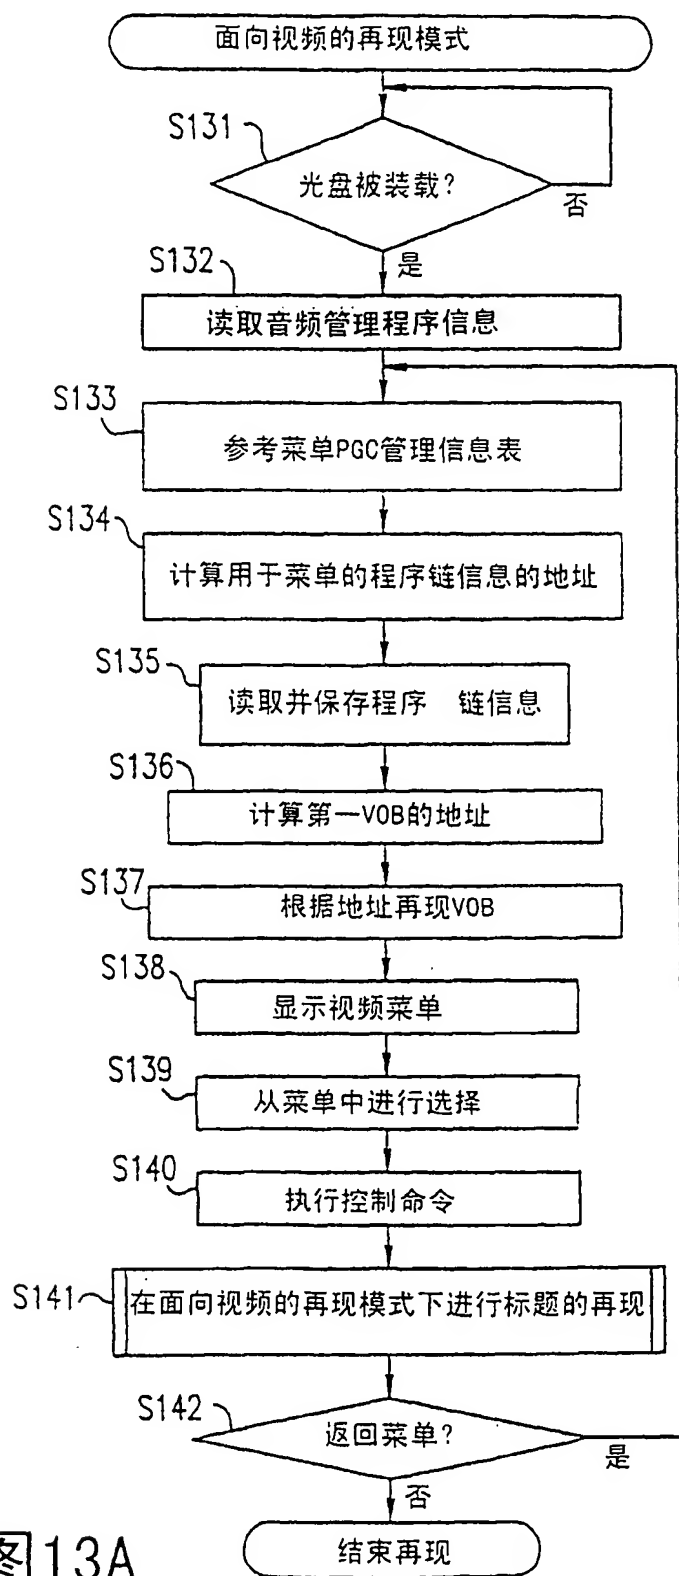 面向视频的再现模式
S131
光盘被装载?
否
是
S132
读取音频管理程序信息
S133
参考菜单PGC管理信息表
S134
计算用于菜单的程序链信息的地址
S135
读取并保存程序 链信息
S136
计算第一VOB的地址
S137
根据地址再现VOB
S138
显示视频菜单
S139
从菜单中进行选择
S140
执行控制命令
S141
在面向视频的再现模式下进行标题的再现
S142
返回菜单?
是
否
结束再现
图13A